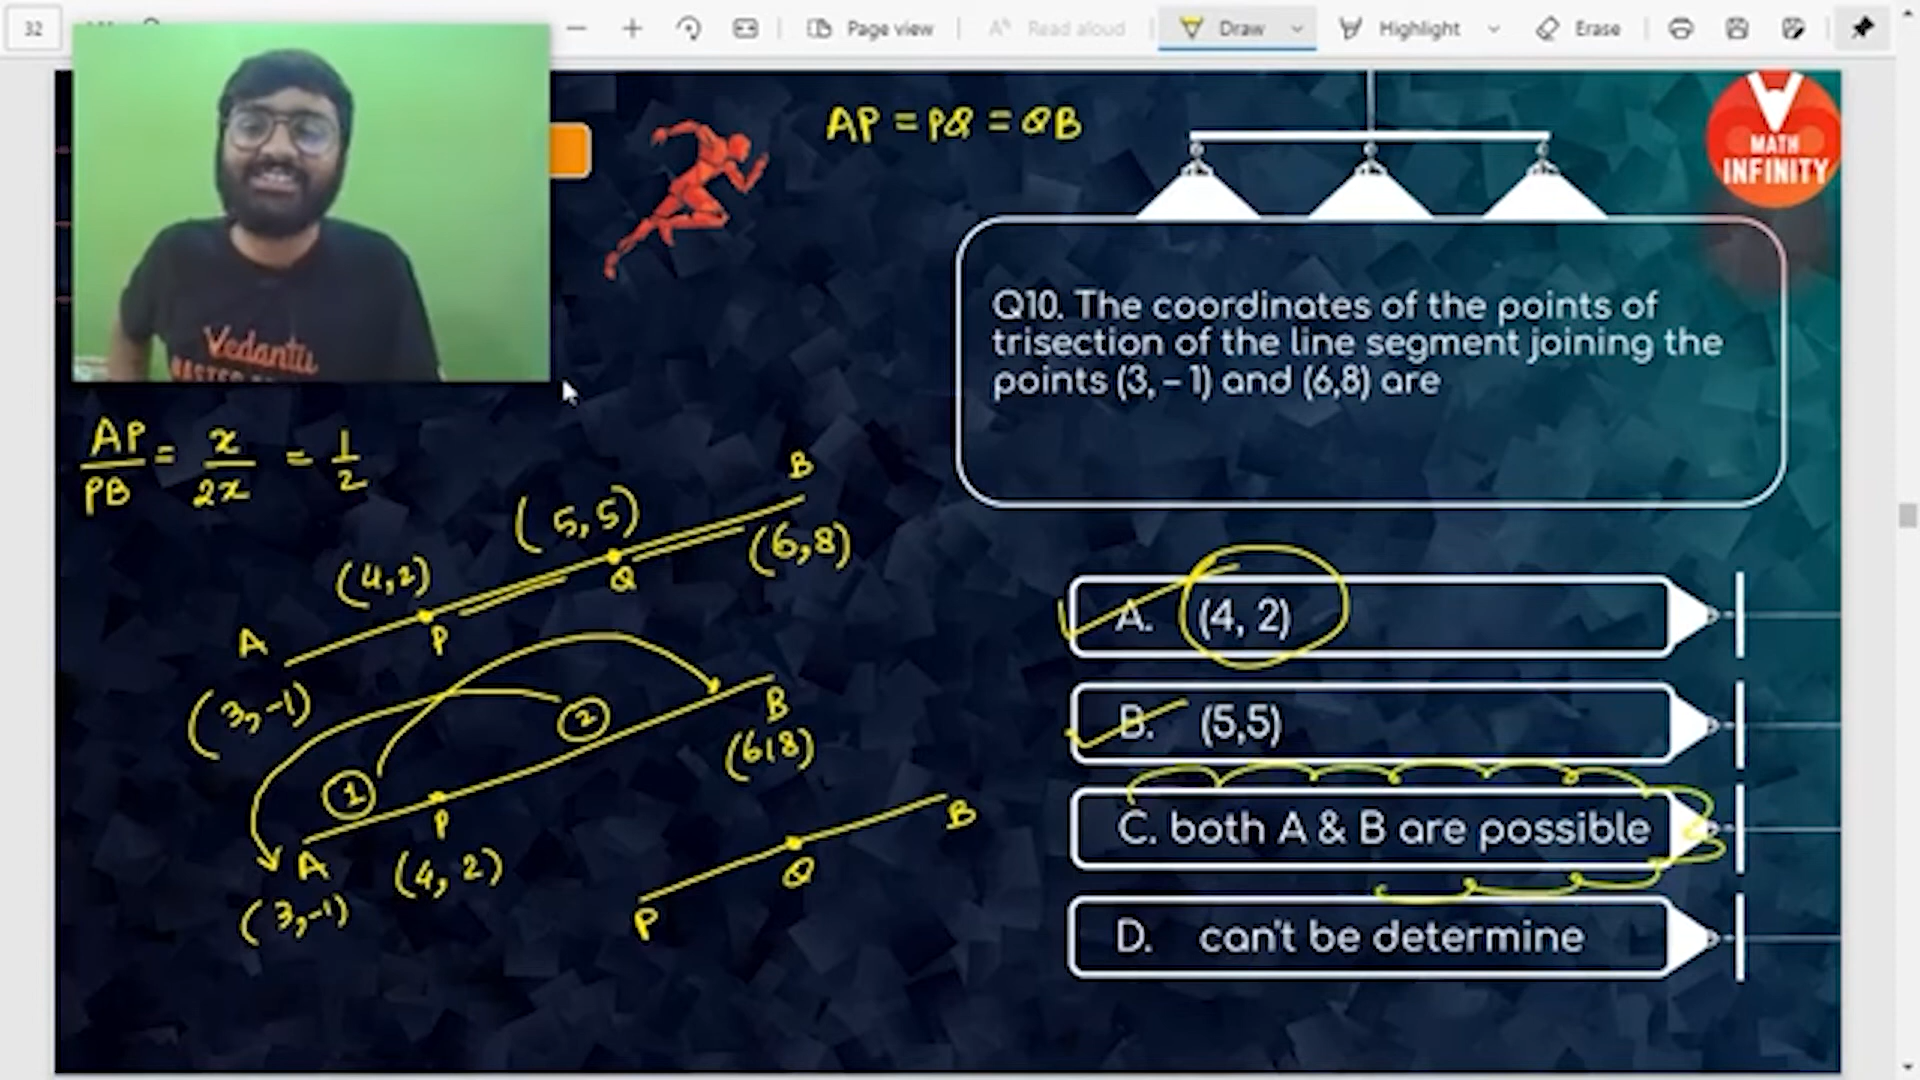 32
Page view
Read aloud
Draw
Highlight
Erase
AP = PQ = QB
MATH
INFINITY
Vedantu
Q10. The coordinates of the points of
trisection of the line segment joining the
points (3, – 1) and (6,8) are
AP/PB = x/2x = 1/2
B
(5,5)
(6,8)
(4,2)
Q
A
P
(3,-1)
A. (4, 2)
B. (5,5)
C. both A & B are possible
D. can't be determine
2
B
(6,8)
1
P
A
(4, 2)
(3,-1)
B
Q
P